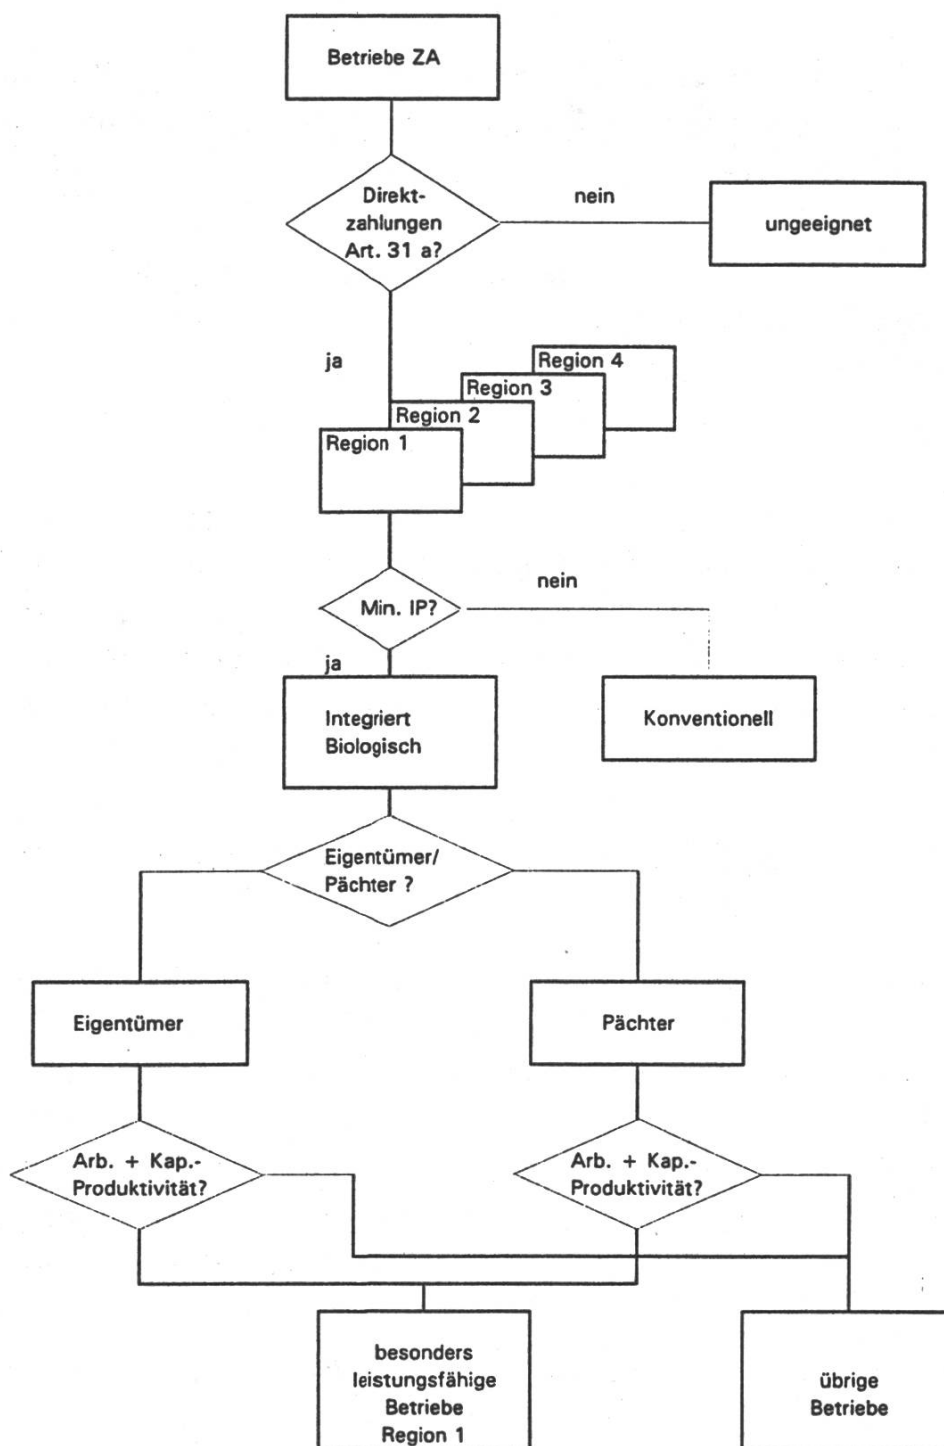 Betriebe ZA
Direkt-
zahlungen
Art. 31 a?
nein
ungeeignet
ja
Region 4
Region 3
Region 2
Region 1
Min. IP?
nein
ja
Integriert
Biologisch
Konventionell
Eigentümer/
Pächter ?
Eigentümer
Pächter
Arb. + Kap.-
Produktivität?
Arb. + Kap.-
Produktivität?
besonders
leistungsfähige
Betriebe
Region 1
übrige
Betriebe